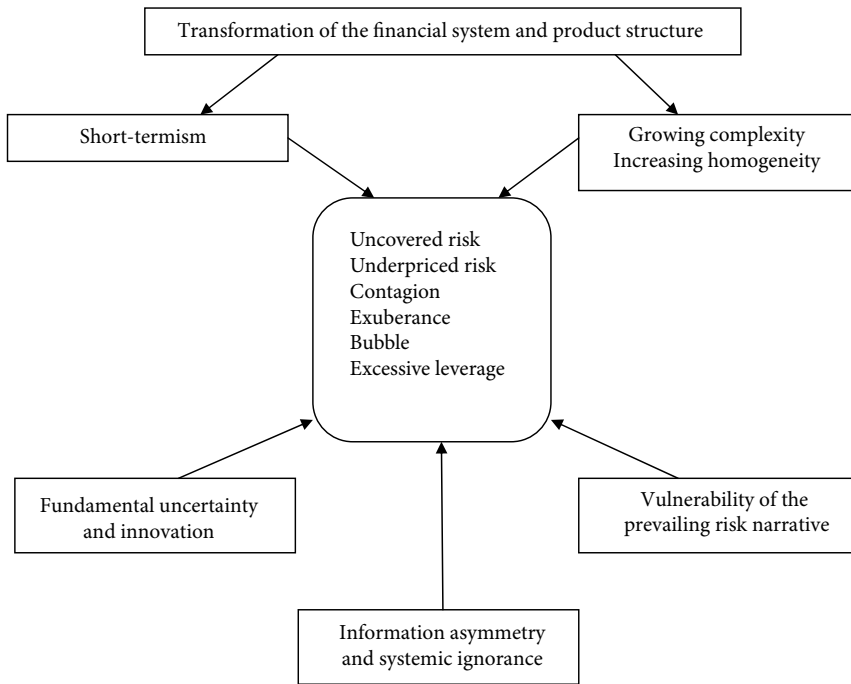 Transformation of the financial system and product structure
Short-termism
Growing complexity
Increasing homogeneity
Uncovered risk
Underpriced risk
Contagion
Exuberance
Bubble
Excessive leverage
Fundamental uncertainty
and innovation
Vulnerability of the
prevailing risk narrative
Information asymmetry
and systemic ignorance